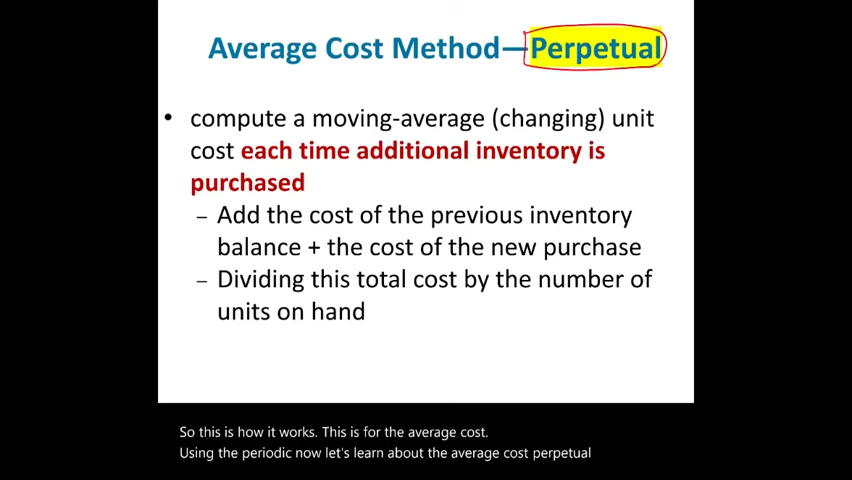 Average Cost Method—Perpetual
• compute a moving-average (changing) unit
cost each time additional inventory is
purchased
– Add the cost of the previous inventory
balance + the cost of the new purchase
– Dividing this total cost by the number of
units on hand
So this is how it works. This is for the average cost.
Using the periodic now let's learn about the average cost perpetual